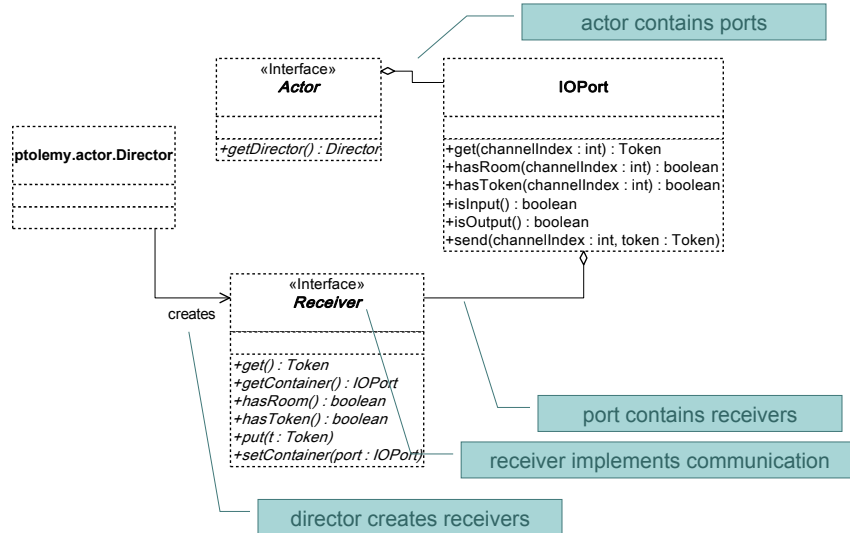 actor contains ports
«Interface»
Actor
+getDirector() : Director
IOPort
+get(channelIndex : int) : Token
+hasRoom(channelIndex : int) : boolean
+hasToken(channelIndex : int) : boolean
+isInput() : boolean
+isOutput() : boolean
+send(channelIndex : int, token : Token)
ptolemy.actor.Director
creates
«Interface»
Receiver
+get() : Token
+getContainer() : IOPort
+hasRoom() : boolean
+hasToken() : boolean
+put(t : Token)
+setContainer(port : IOPort)
port contains receivers
receiver implements communication
director creates receivers